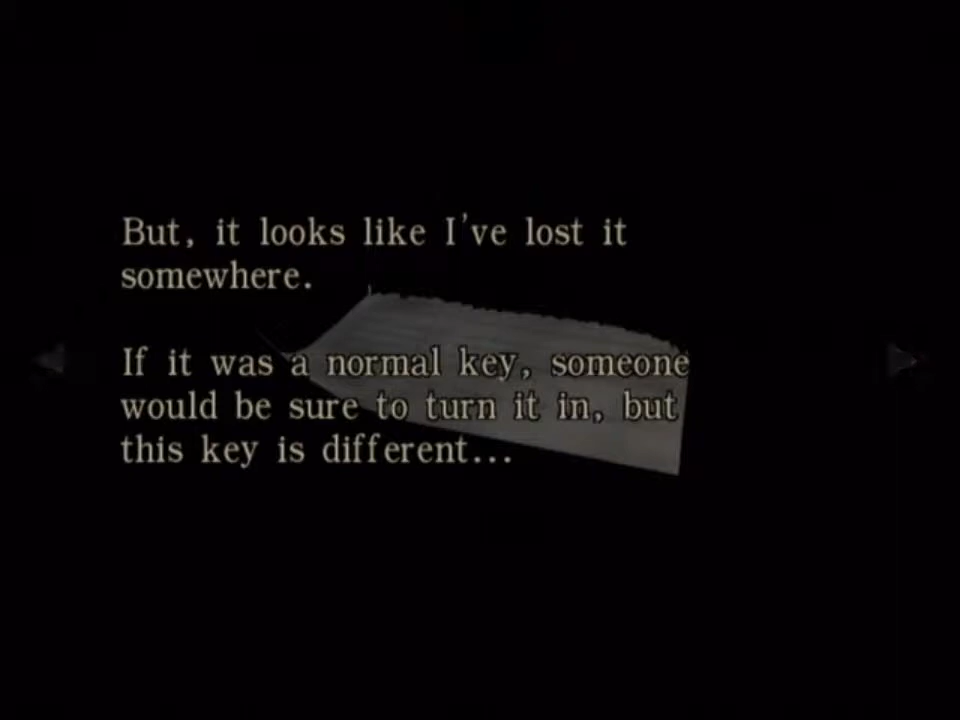 But, it looks like I've lost it
somewhere.
If it was a normal key, someone
would be sure to turn it in, but
this key is different...